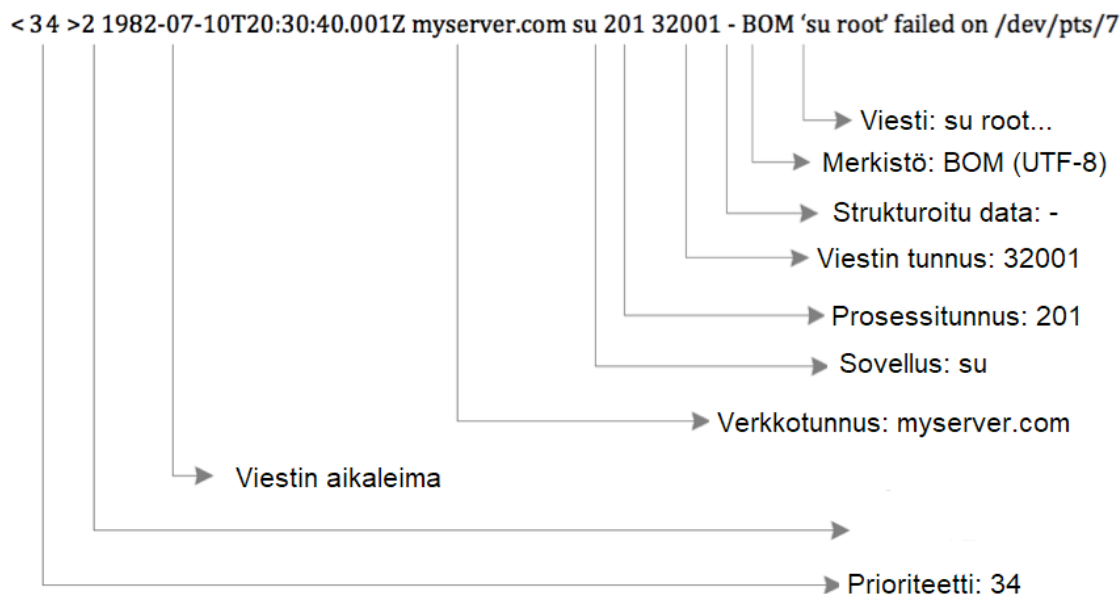 <34 >2 1982-07-10T20:30:40.001Z myserver.com su 201 32001 - BOM ‘su root’ failed on /dev/pts/7
Viesti: su root...
Merkistö: BOM (UTF-8)
Strukturoitu data: -
Viestin tunnus: 32001
Prosessitunnus: 201
Sovellus: su
Verkkotunnus: myserver.com
Viestin aikaleima
Prioriteetti: 34